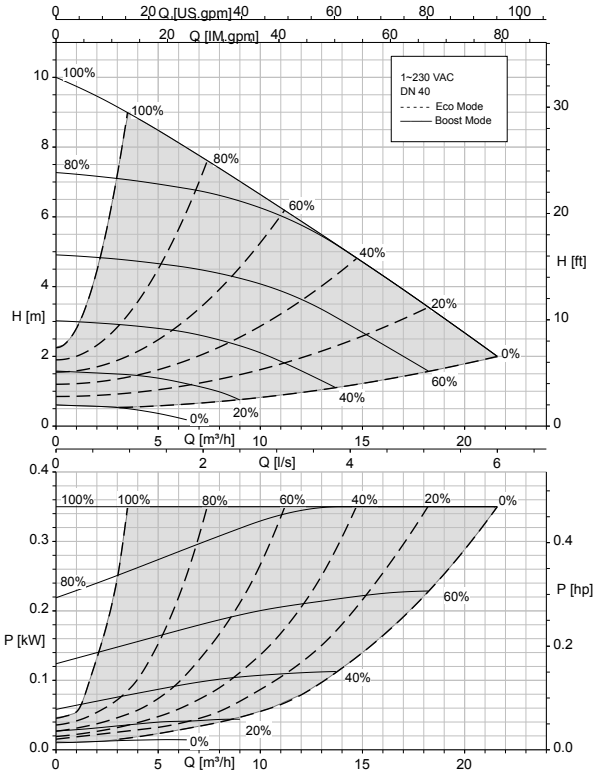 0 20 40 60 80 100
Q [US.gpm]
0 20 40 60 80
Q [IM.gpm]
10 100%
1~230 VAC
DN 40
Eco Mode
Boost Mode
30
100%
8 80% 80%
60%
6 20
40%
H [m] H [ft]
4
20% 10
0%
2
60%
40%
20%
0% 0
0 5 10 15 20
Q [m³/h]
0 2 4 6
Q [l/s]
0.4
100% 100% 80% 60% 40% 20% 0%
0.3 0.4
80%
P [hp]
60%
0.2
P [kW] 0.2
40%
0.1
20%
0%
0.0 0.0
0 5 10 15 20
Q [m³/h]